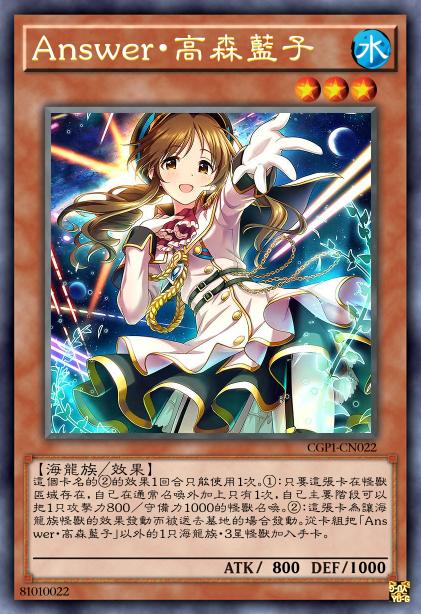 Answer・高森藍子
水
CGP1-CN022
【海龍族/效果】
這個卡名的②的效果1回合只能使用1次。①：只要這張卡在怪獸
區域存在，自己在通常召喚外加上只有1次，自己主要階段可以
把1只攻擊力800／守備力1000的怪獸召喚。②：這張卡為讓海
龍族怪獸的效果發動而被送去墓地的場合發動。從卡組把「Ans
wer・高森藍子」以外的1只海龍族・3星怪獸加入手卡。
ATK/ 800 DEF/1000
81010022